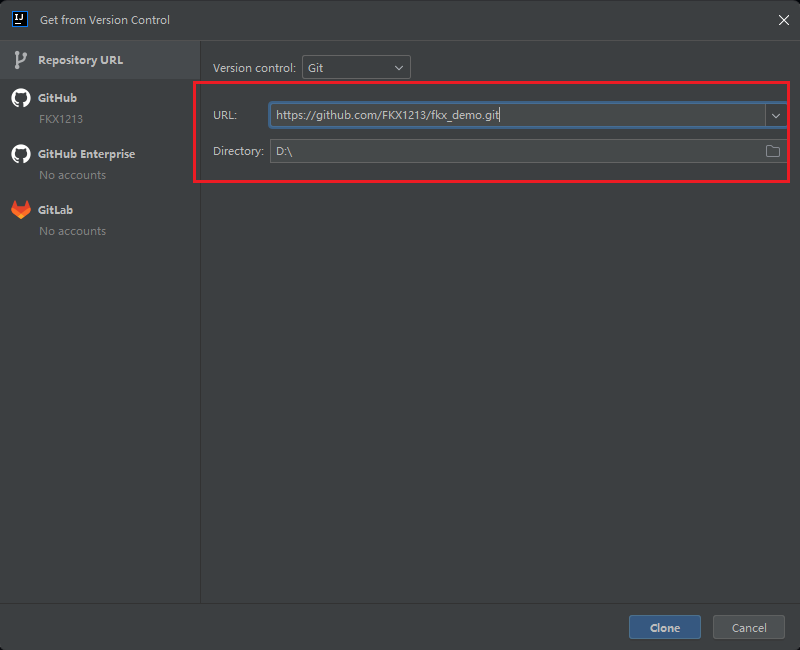 IJ
Get from Version Control
Repository URL
GitHub
FKX1213
GitHub Enterprise
No accounts
GitLab
No accounts
Version control: Git
URL: https://github.com/FKX1213/fkx_demo.git
Directory: D:\
Clone Cancel